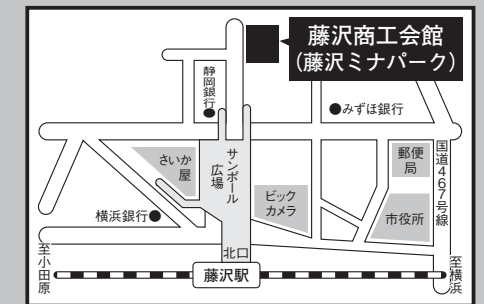 藤沢商工会館
(藤沢ミナパーク)
静岡銀行
みずほ銀行
さいか
屋
サンパール
広場
郵便
局
国道467号線
ビック
カメラ
市役所
横浜銀行
北口
至小田原
藤沢駅
至横浜